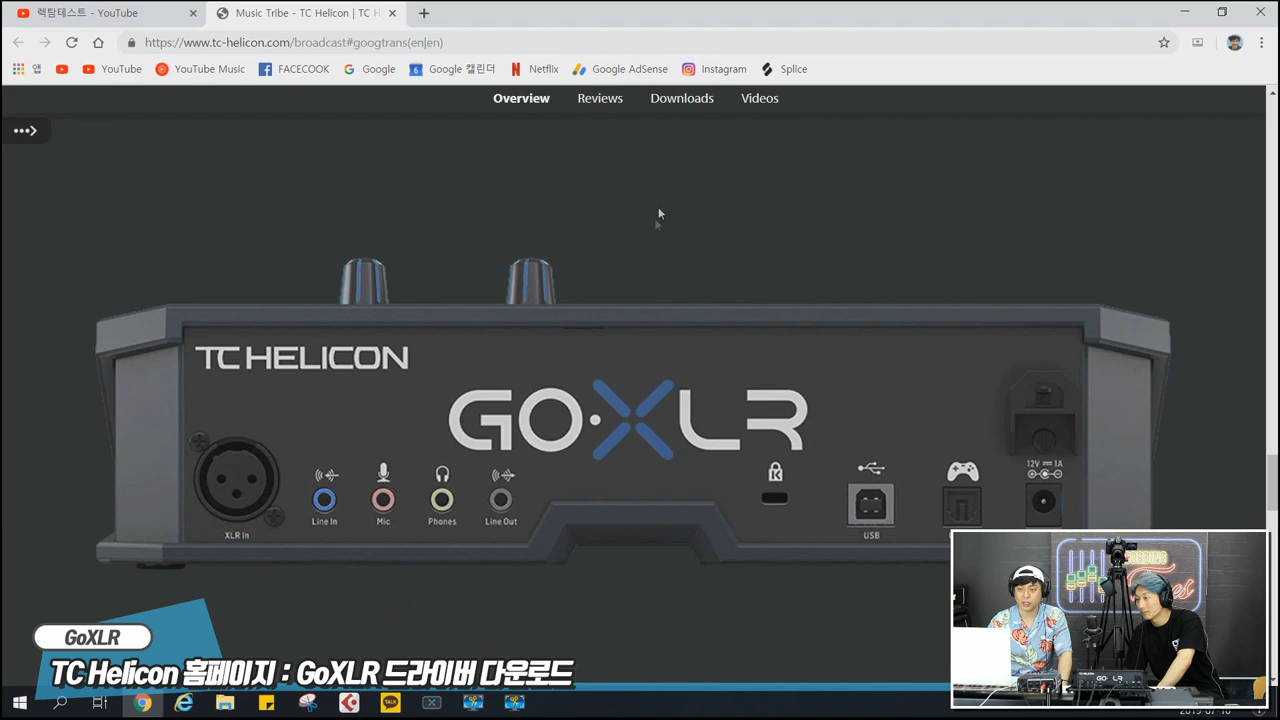 렉탐테스트 - YouTube
Music Tribe - TC Helicon | TC H
https://www.tc-helicon.com/broadcast#googtrans(en|en)
앱
YouTube
YouTube Music
FACECOOK
Google
Google 캘린더
Netflix
Google AdSense
Instagram
Splice
Overview
Reviews
Downloads
Videos
TC HELICON
GO·XLR
12V 1A
XLR In
Line In
Mic
Phones
Line Out
K
USB
GoXLR
TC Helicon 홈페이지 : GoXLR 드라이버 다운로드
TALK
GO XLR